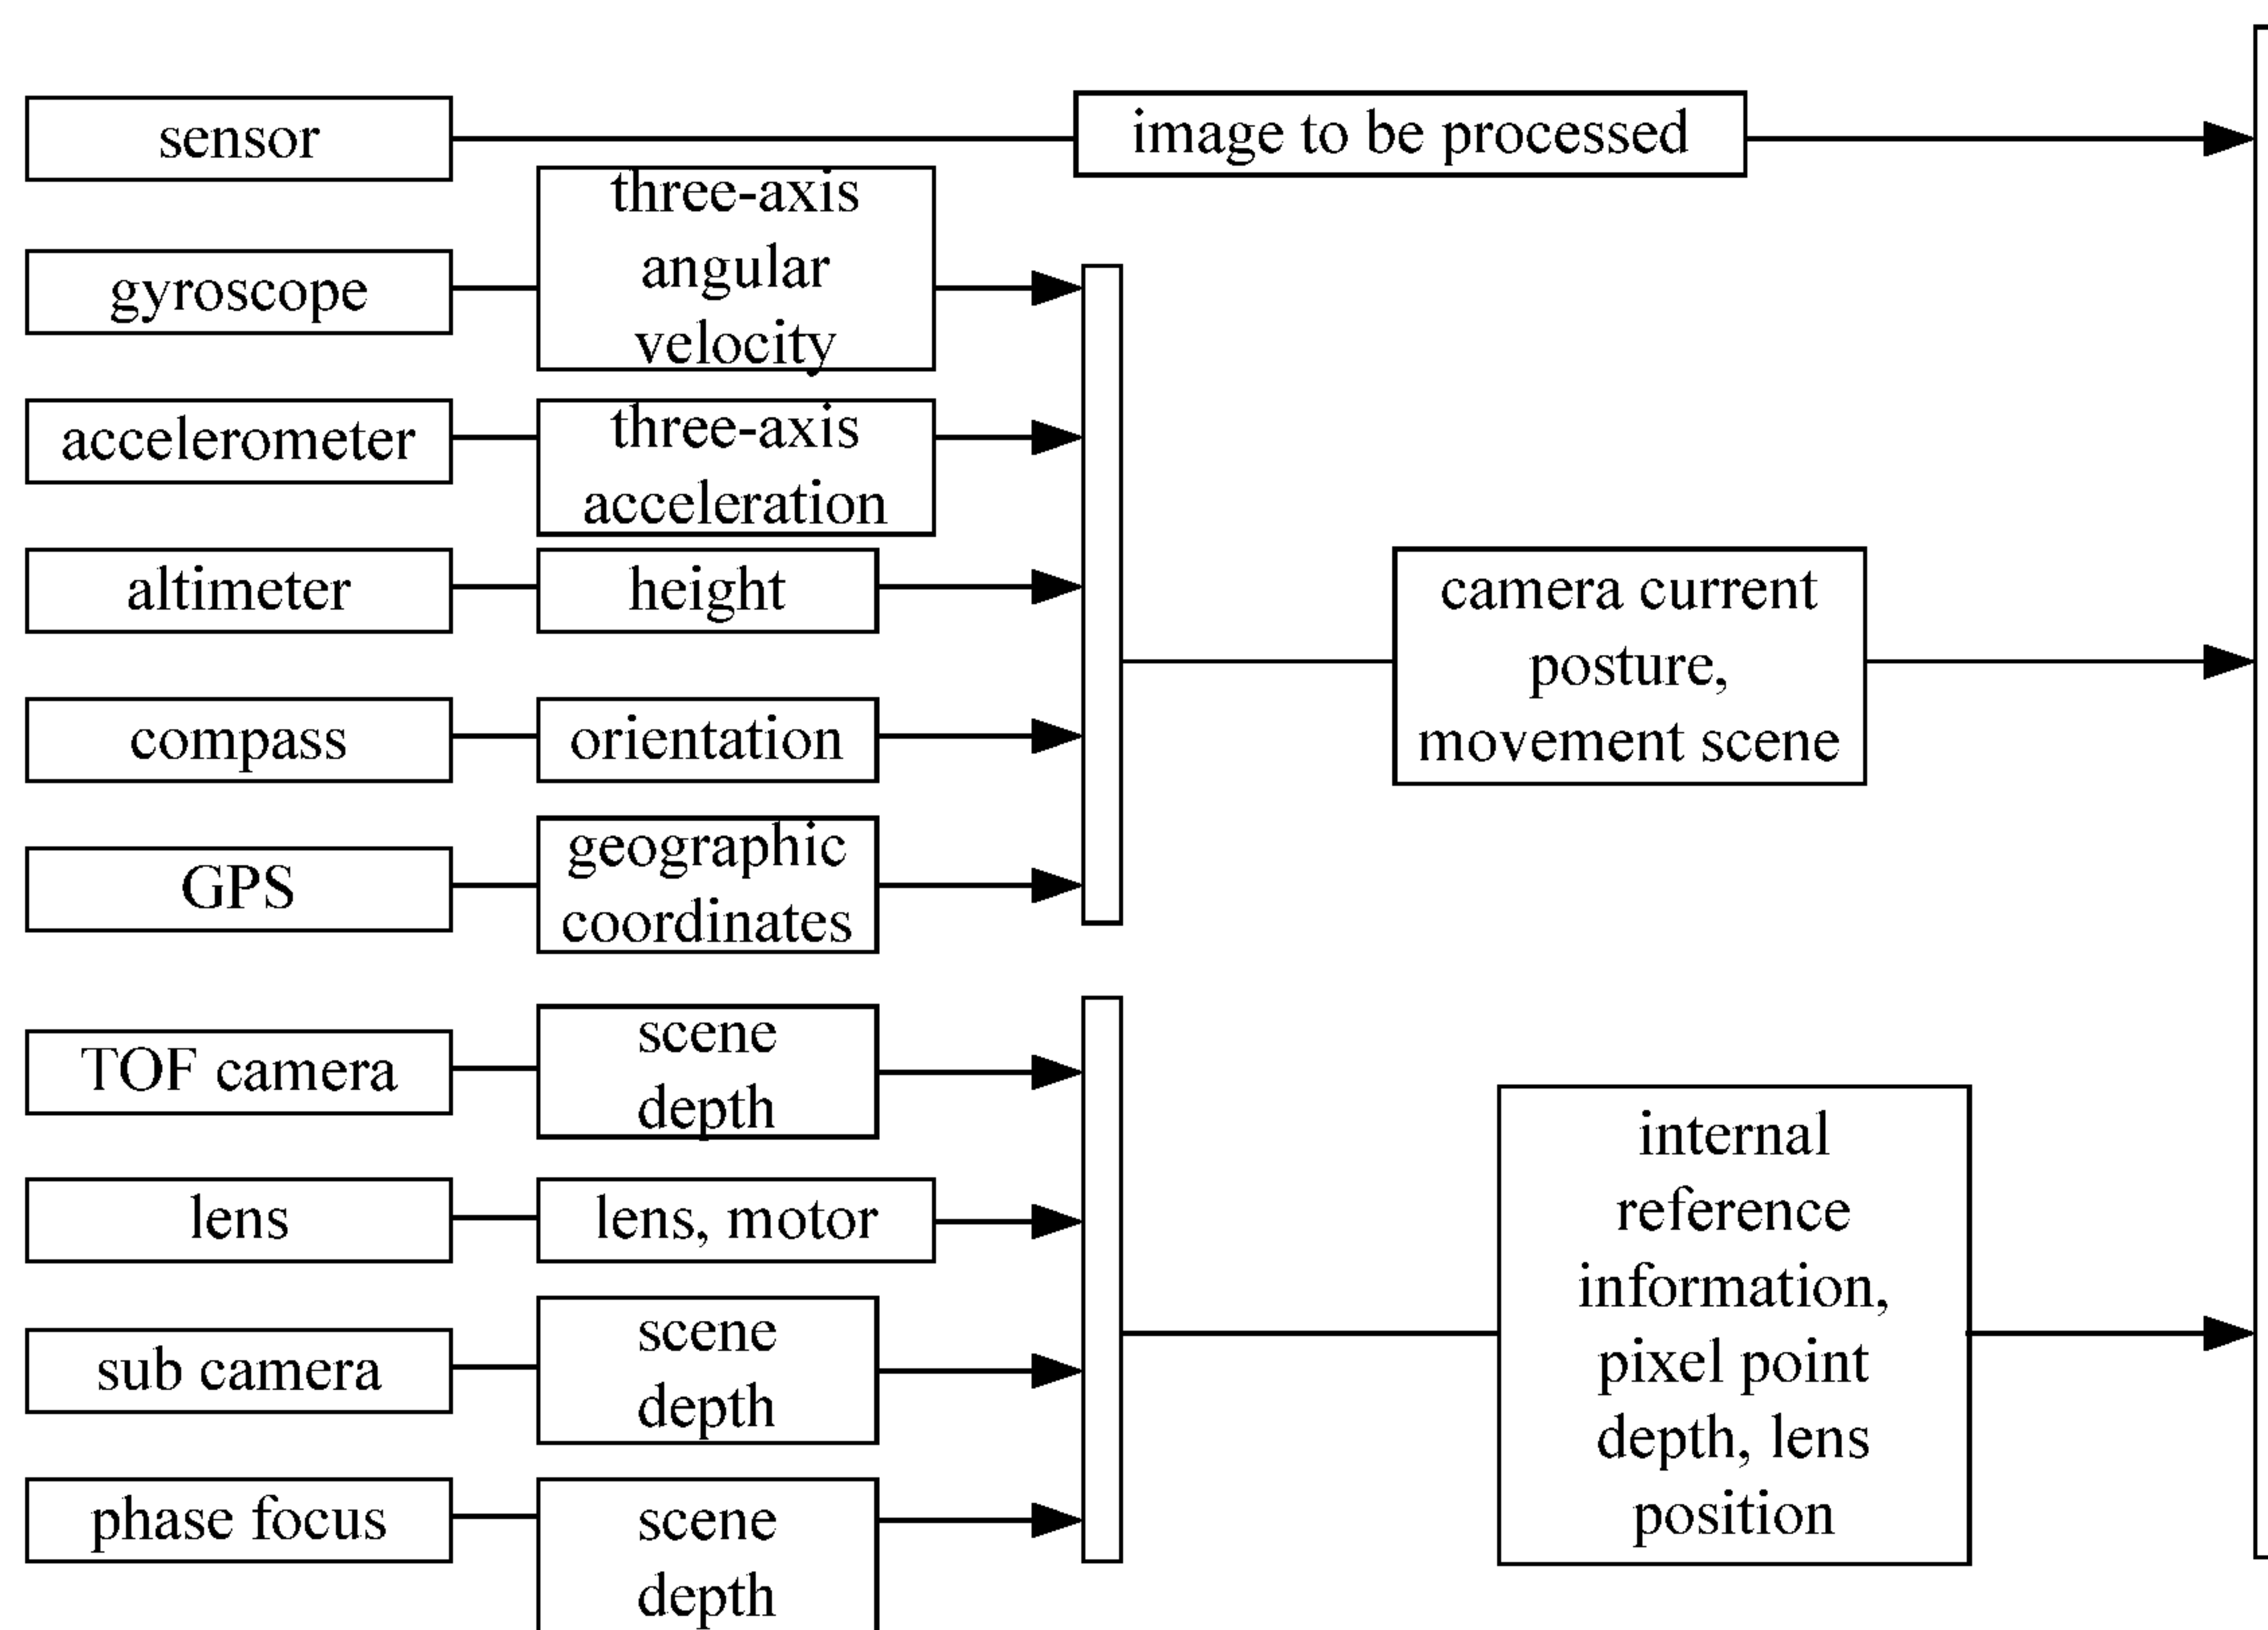 sensor
image to be processed
gyroscope
three-axis
angular
velocity
accelerometer
three-axis
acceleration
altimeter
height
compass
orientation
GPS
geographic
coordinates
camera current
posture,
movement scene
TOF camera
scene
depth
lens
lens, motor
sub camera
scene
depth
phase focus
scene
depth
internal
reference
information,
pixel point
depth, lens
position